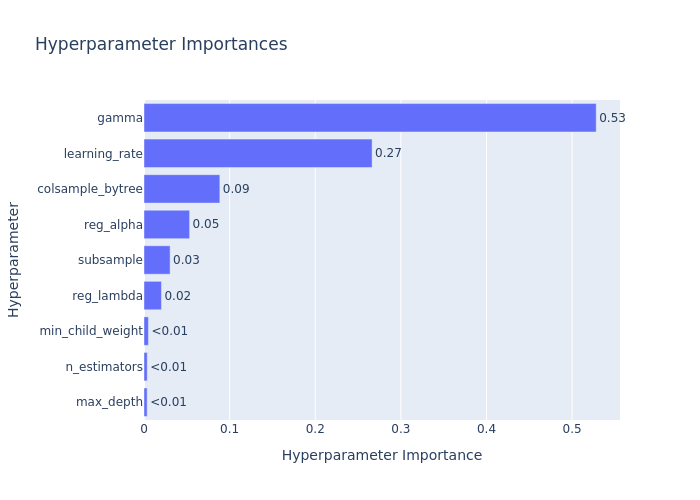 Hyperparameter Importances
Hyperparameter
gamma 0.53
learning_rate 0.27
colsample_bytree 0.09
reg_alpha 0.05
subsample 0.03
reg_lambda 0.02
min_child_weight <0.01
n_estimators <0.01
max_depth <0.01
0 0.1 0.2 0.3 0.4 0.5
Hyperparameter Importance